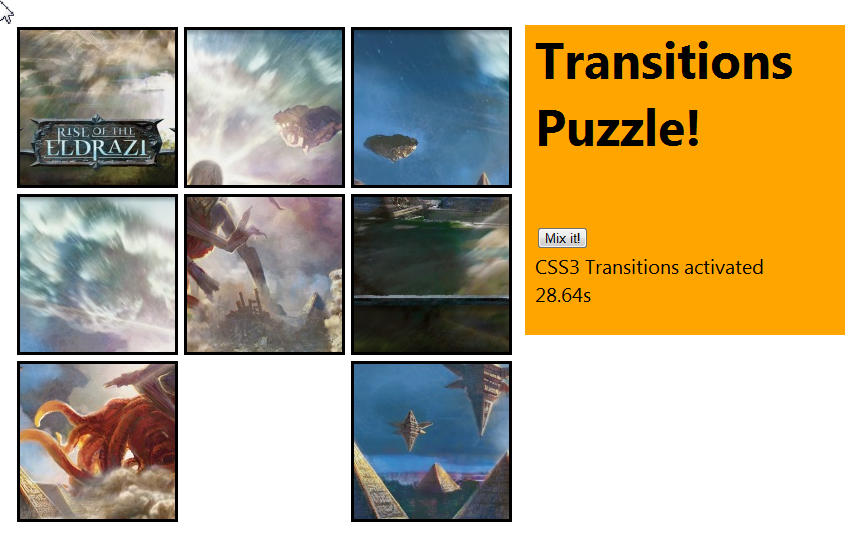 RISE OF THE
ELDRAZI
Transitions
Puzzle!
Mix it!
CSS3 Transitions activated
28.64s